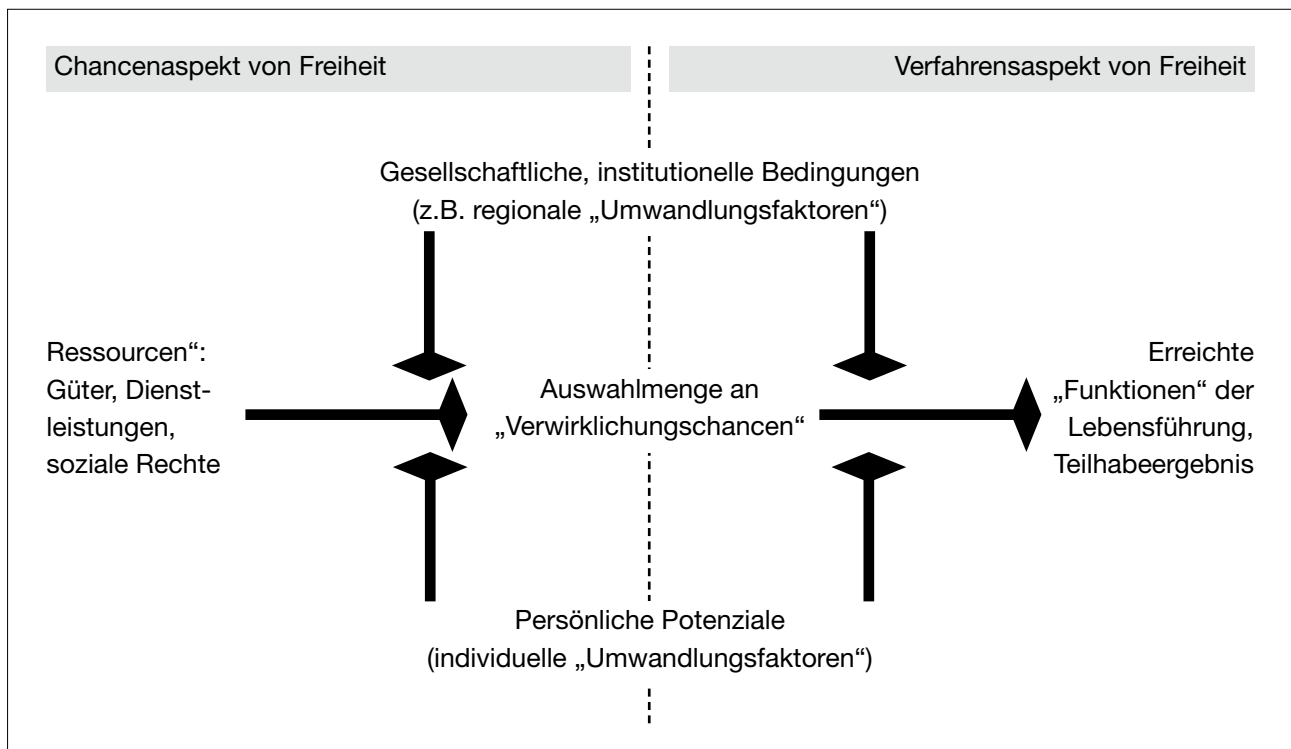 Chancenaspekt von Freiheit
Verfahrensaspekt von Freiheit
Gesellschaftliche, institutionelle Bedingungen
(z.B. regionale „Umwandlungsfaktoren“)
Ressourcen“:
Güter, Dienst-
leistungen,
soziale Rechte
Auswahlmenge an
„Verwirklichungschancen“
Erreichte
„Funktionen“ der
Lebensführung,
Teilhabeergebnis
Persönliche Potenziale
(individuelle „Umwandlungsfaktoren“)